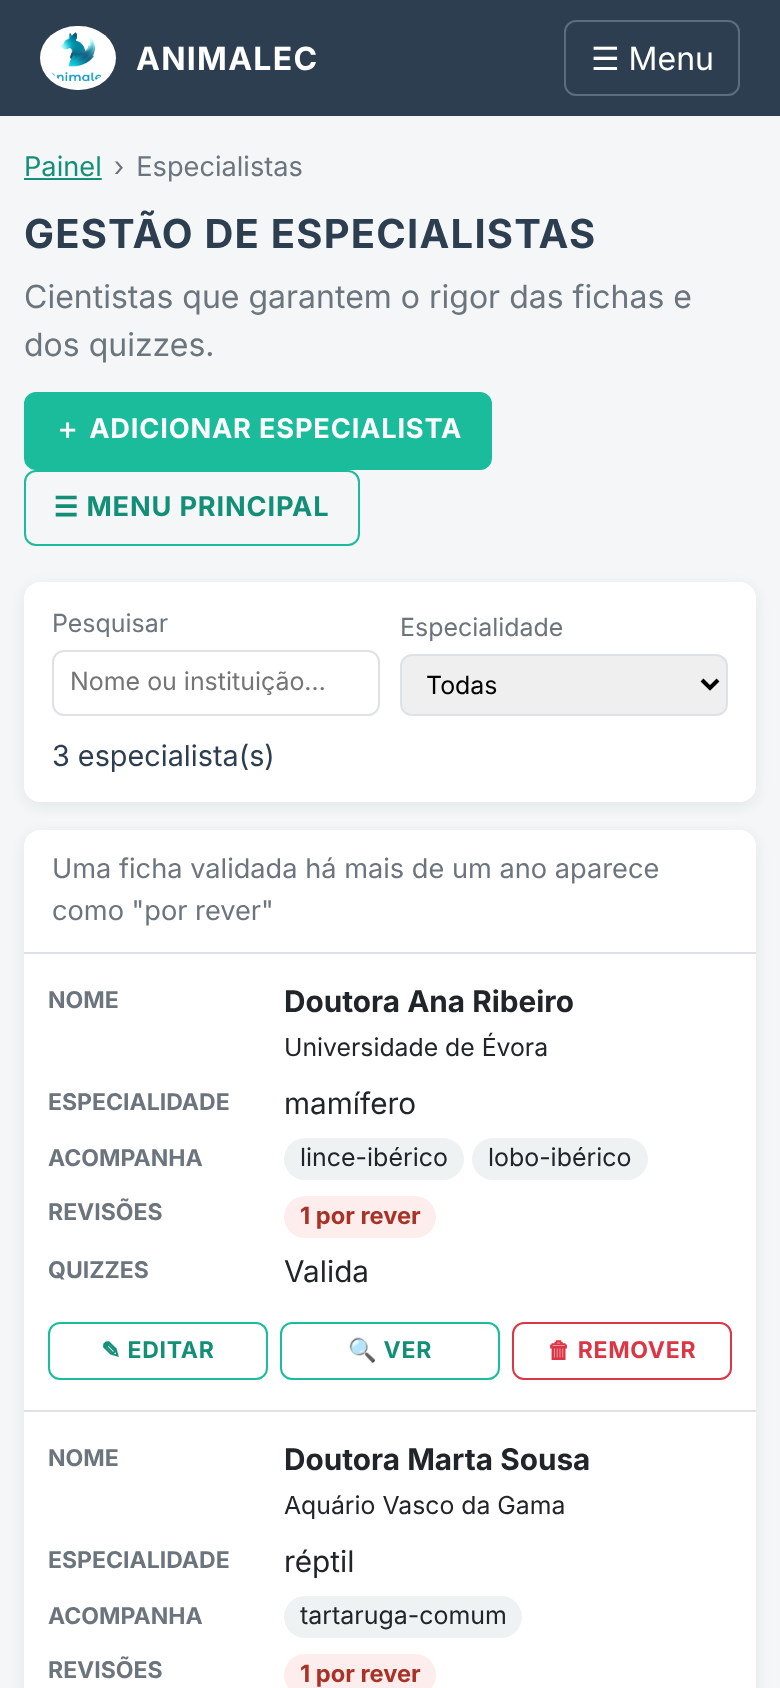 ANIMALEC
☰ Menu
Painel › Especialistas
GESTÃO DE ESPECIALISTAS
Cientistas que garantem o rigor das fichas e
dos quizzes.
+ ADICIONAR ESPECIALISTA
☰ MENU PRINCIPAL
Pesquisar
Especialidade
Nome ou instituição...
Todas
3 especialista(s)
Uma ficha validada há mais de um ano aparece
como "por rever"
NOME
Doutora Ana Ribeiro
Universidade de Évora
ESPECIALIDADE
mamífero
ACOMPANHA
lince-ibérico lobo-ibérico
REVISÕES
1 por rever
QUIZZES
Valida
✎ EDITAR
🔍 VER
🗑 REMOVER
NOME
Doutora Marta Sousa
Aquário Vasco da Gama
ESPECIALIDADE
réptil
ACOMPANHA
tartaruga-comum
REVISÕES
1 por rever